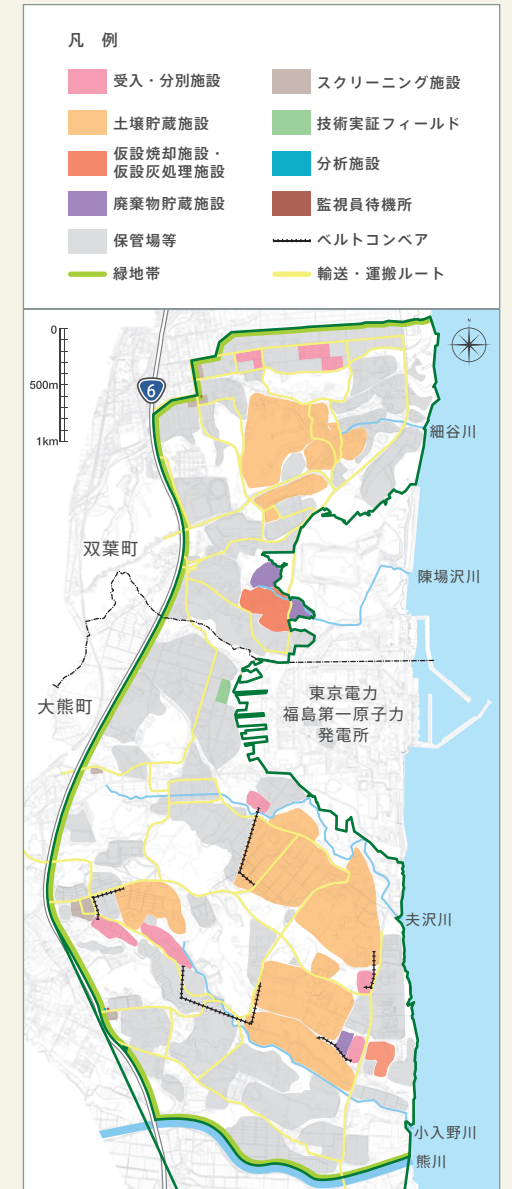 凡 例
受入・分別施設
スクリーニング施設
土壌貯蔵施設
技術実証フィールド
仮設焼却施設・
仮設灰処理施設
分析施設
廃棄物貯蔵施設
監視員待機所
保管場等
ベルトコンベア
緑地帯
輸送・運搬ルート
0
500m
1km
6
N
細谷川
双葉町
陳場沢川
大熊町
東京電力
福島第一原子力
発電所
夫沢川
小入野川
熊川